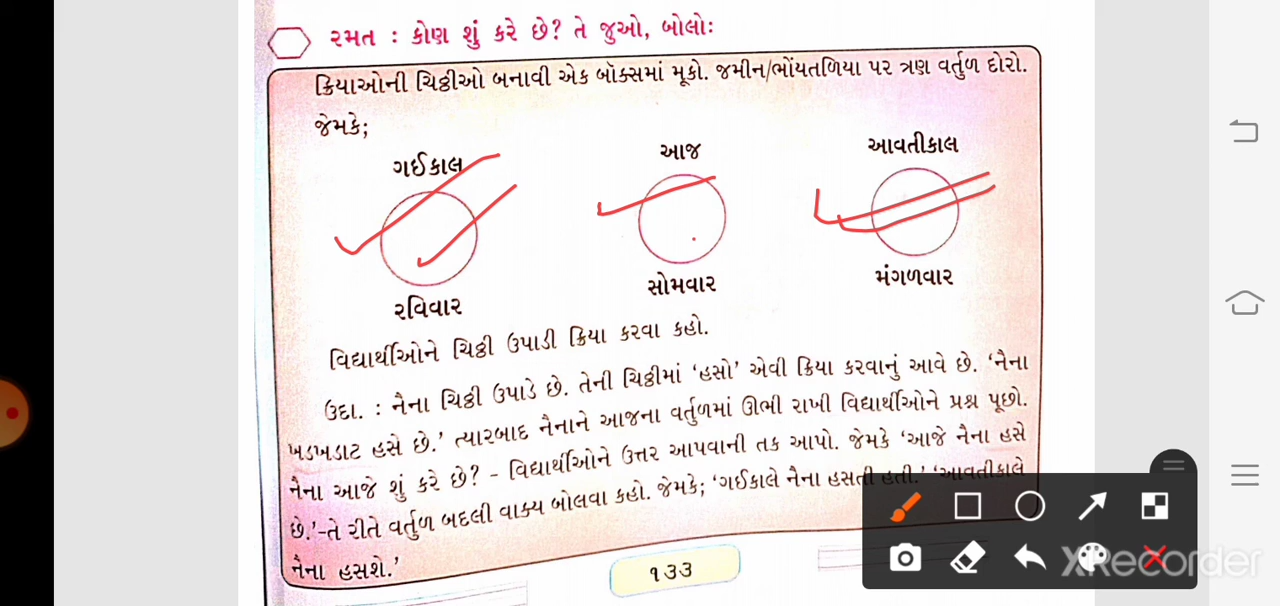 રમત : કોણ શું કરે છે? તે જુઓ, બોલો:
ક્રિયાઓની ચિઠ્ઠીઓ બનાવી એક બૉક્સમાં મૂકો. જમીન/ભોંયતળિયા પર ત્રણ વર્તુળ દોરો.
જેમકે;
ગઈકાલ આજ આવતીકાલ
રવિવાર સોમવાર મંગળવાર
વિદ્યાર્થીઓને ચિઠ્ઠી ઉપાડી ક્રિયા કરવા કહો.
ઉદા. : નૈના ચિઠ્ઠી ઉપાડે છે. તેની ચિઠ્ઠીમાં ‘હસો’ એવી ક્રિયા કરવાનું આવે છે. ‘નૈના
ખડખડાટ હસે છે.’ ત્યારબાદ નૈનાને આજના વર્તુળમાં ઊભી રાખી વિદ્યાર્થીઓને પ્રશ્ન પૂછો.
નૈના આજે શું કરે છે? - વિદ્યાર્થીઓને ઉત્તર આપવાની તક આપો. જેમકે ‘આજે નૈના હસે
છે.’-તે રીતે વર્તુળ બદલી વાક્ય બોલવા કહો. જેમકે; ‘ગઈકાલે નૈના હસતી હતી.’ ‘આવતીકાલે
નૈના હસશે.’
૧૩૩
XRecorder